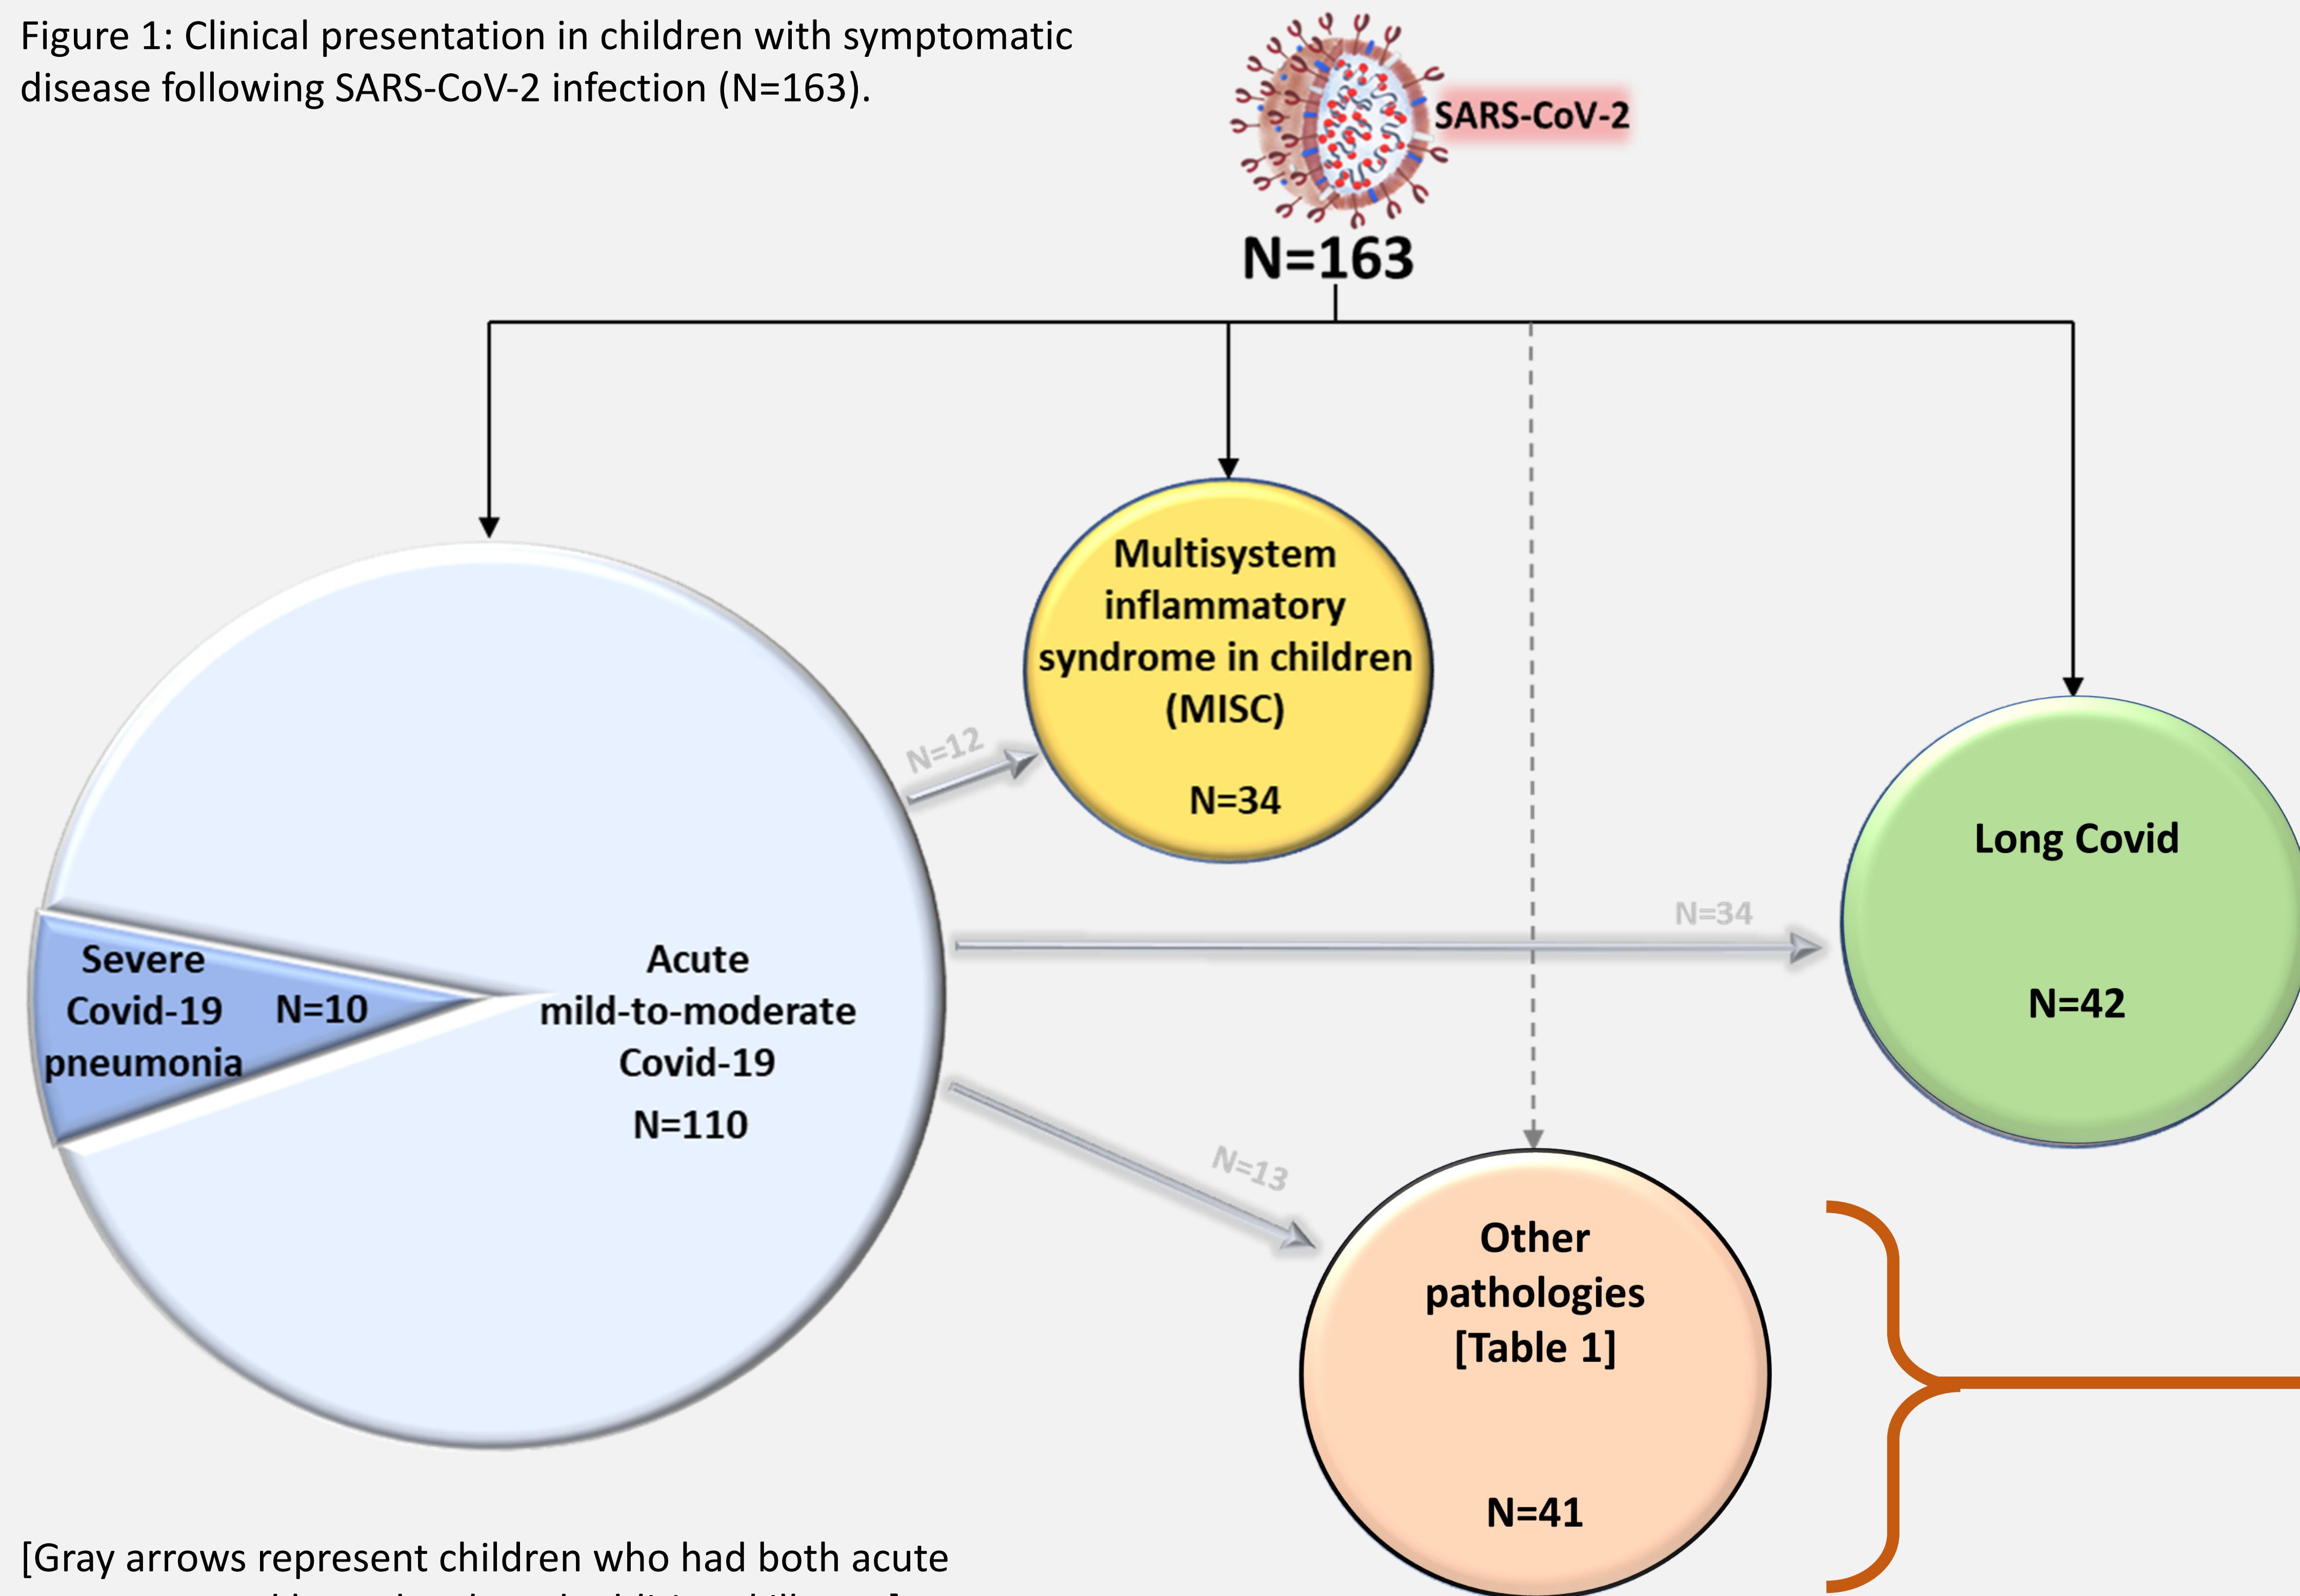 Figure 1: Clinical presentation in children with symptomatic
disease following SARS-CoV-2 infection (N=163).
SARS-CoV-2
N=163
Multisystem
inflammatory
syndrome in children
(MISC)
N=34
N=12
Long Covid
N=42
N=34
Severe
Covid-19
pneumonia
N=10
Acute
mild-to-moderate
Covid-19
N=110
N=13
Other
pathologies
[Table 1]
N=41
[Gray arrows represent children who had both acute